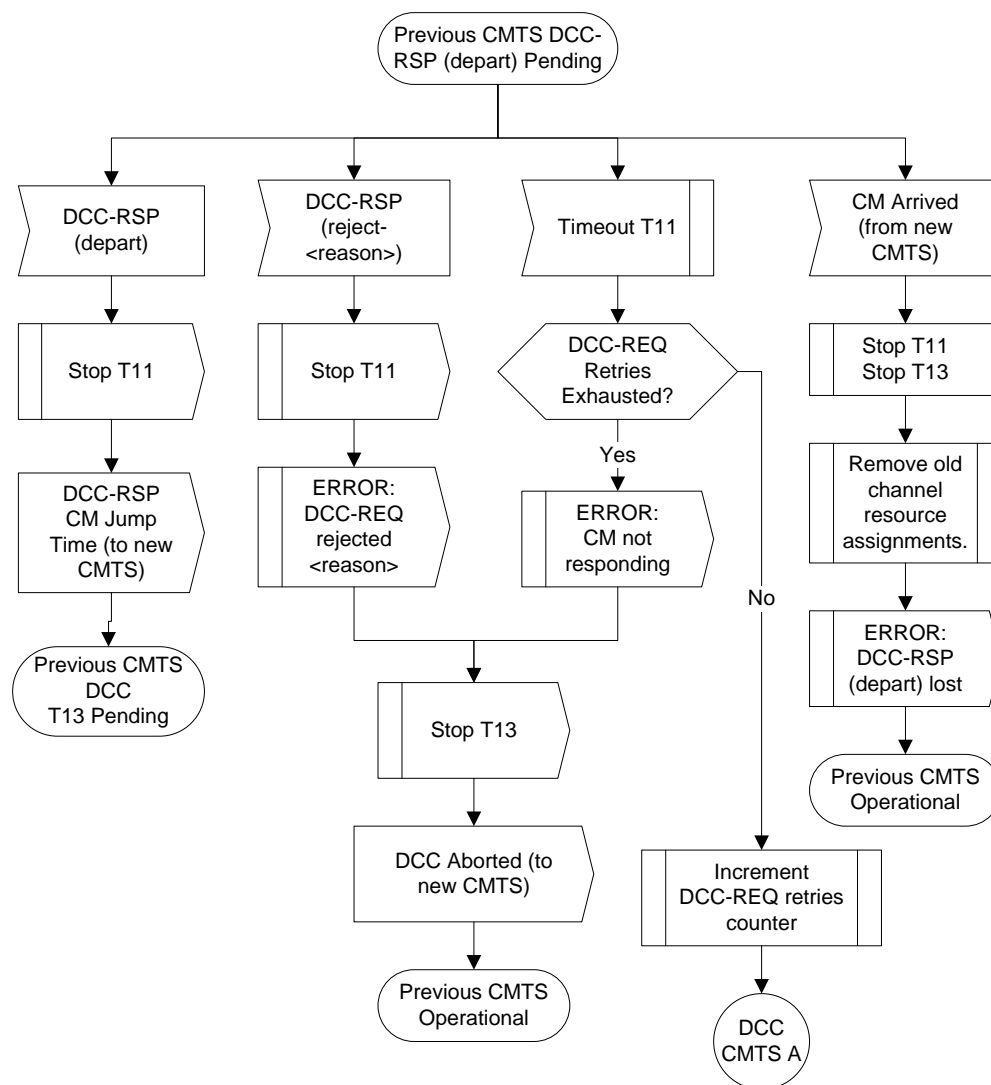 Previous CMTS DCC-
RSP (depart) Pending
DCC-RSP
(depart)
Stop T11
DCC-RSP
CM Jump
Time (to new
CMTS)
Previous CMTS
DCC
T13 Pending
DCC-RSP
(reject-
<reason>)
Stop T11
ERROR:
DCC-REQ
rejected
<reason>
Timeout T11
DCC-REQ
Retries
Exhausted?
Yes
ERROR:
CM not
responding
No
Stop T13
DCC Aborted (to
new CMTS)
Previous CMTS
Operational
Increment
DCC-REQ retries
counter
DCC
CMTS A
CM Arrived
(from new
CMTS)
Stop T11
Stop T13
Remove old
channel
resource
assignments.
ERROR:
DCC-RSP
(depart) lost
Previous CMTS
Operational